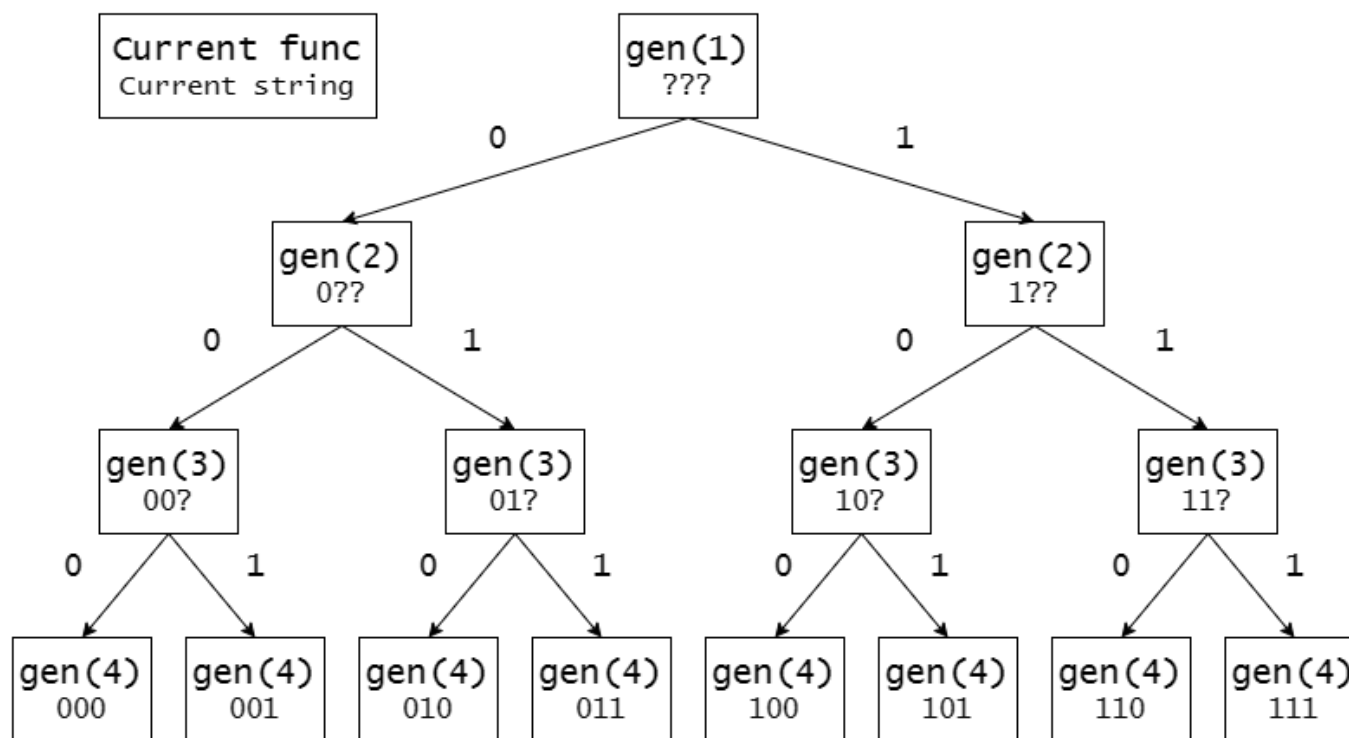 Current func
Current string
gen(1)
???
0 1
gen(2) gen(2)
0?? 1??
0 1 0 1
gen(3) gen(3) gen(3) gen(3)
00? 01? 10? 11?
0 1 0 1 0 1 0 1
gen(4) gen(4) gen(4) gen(4) gen(4) gen(4) gen(4) gen(4)
000 001 010 011 100 101 110 111